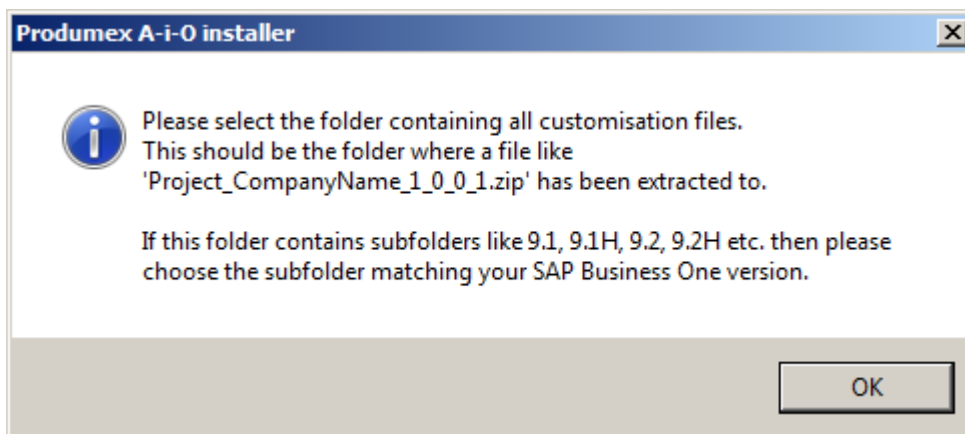 Produmex A-i-O installer
Please select the folder containing all customisation files.
This should be the folder where a file like
'Project_CompanyName_1_0_0_1.zip' has been extracted to.
If this folder contains subfolders like 9.1, 9.1H, 9.2, 9.2H etc. then please
choose the subfolder matching your SAP Business One version.
OK